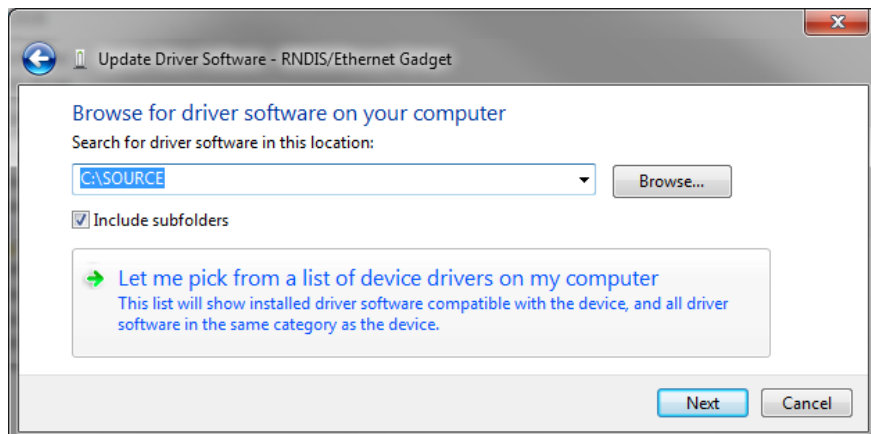 Update Driver Software - RNDIS/Ethernet Gadget
Browse for driver software on your computer
Search for driver software in this location:
C:\SOURCE
Browse...
Include subfolders
Let me pick from a list of device drivers on my computer
This list will show installed driver software compatible with the device, and all driver
software in the same category as the device.
Next
Cancel